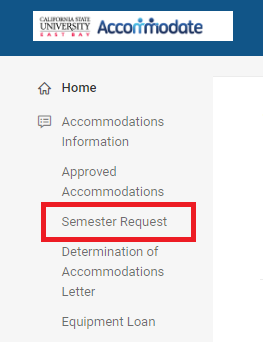 CALIFORNIA STATE
UNIVERSITY
EAST BAY
Accommodate
Home
Accommodations
Information
Approved
Accommodations
Semester Request
Determination of
Accommodations
Letter
Equipment Loan